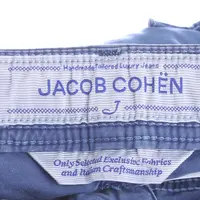 Handmade Tailored Luxury Jeans
JACOB COHËN
J
Only Selected Exclusive Fabrics
and Italian Craftsmanship